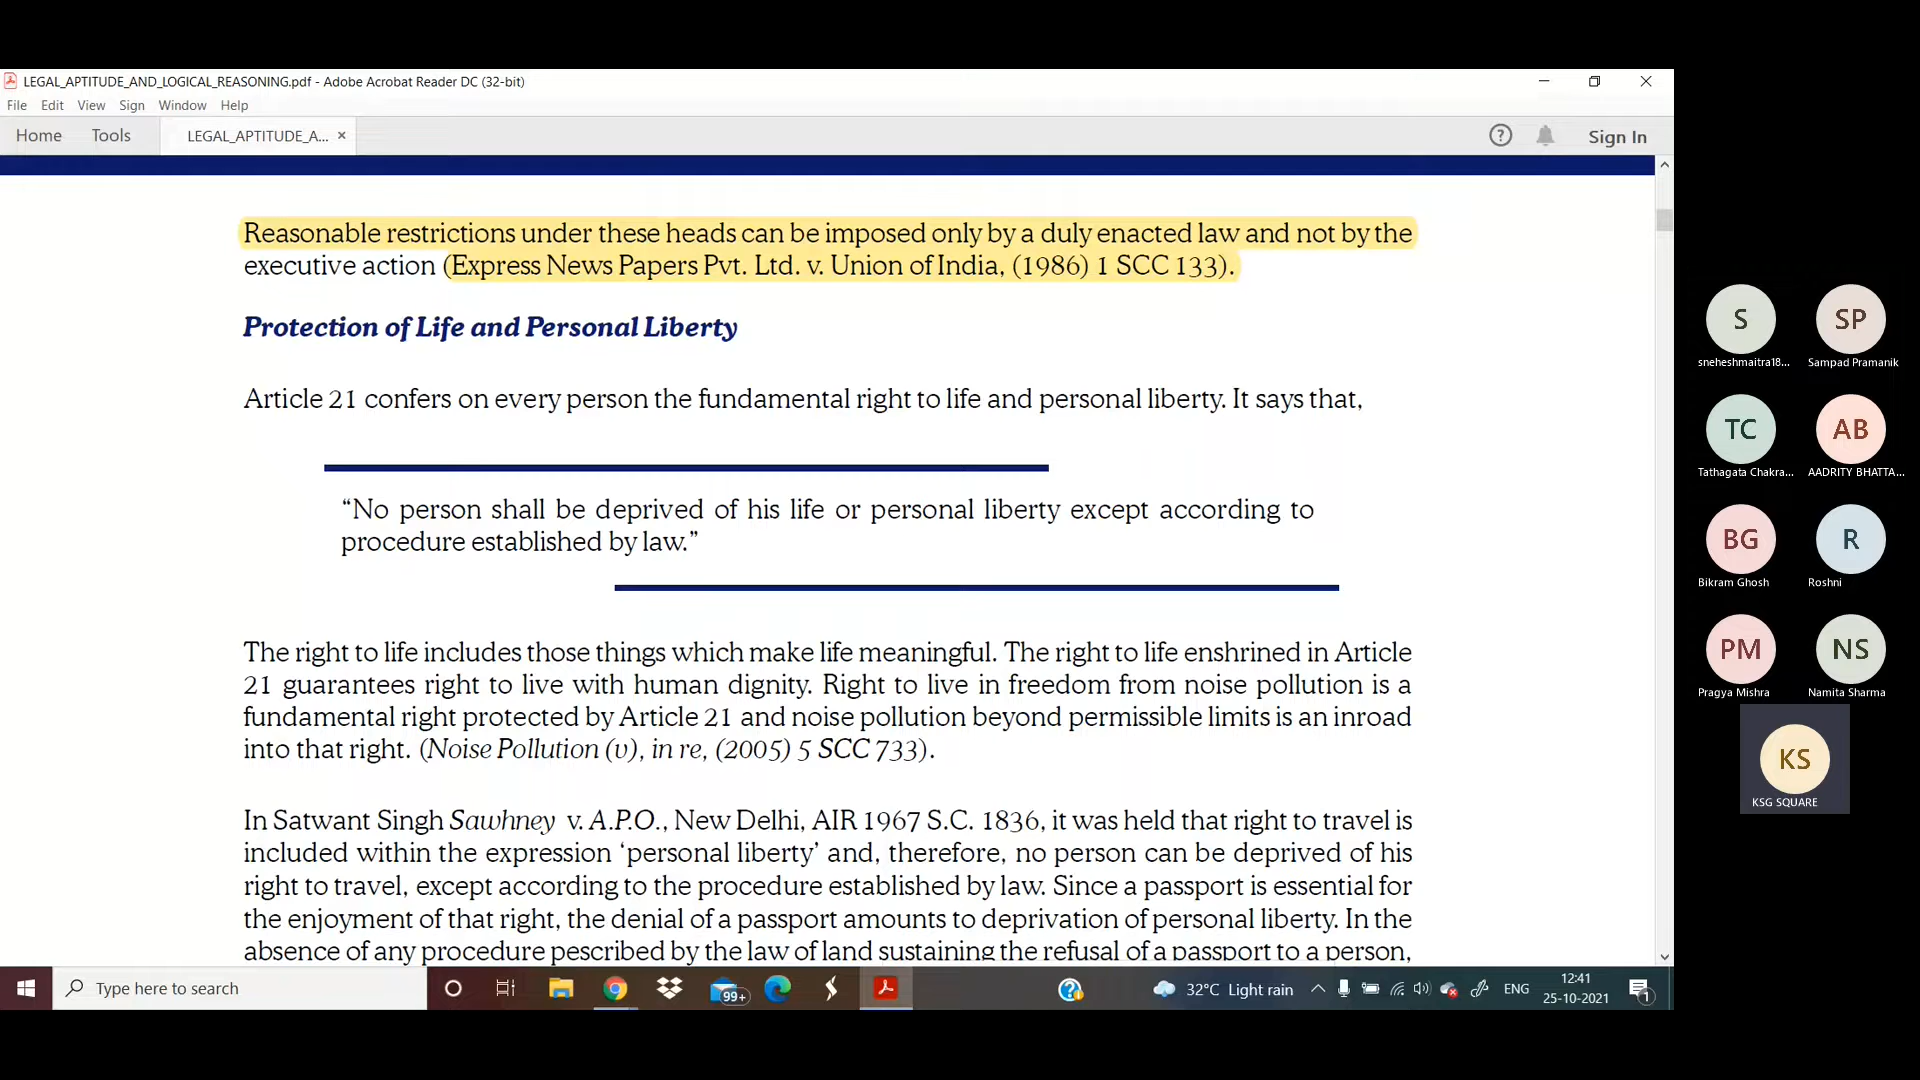 LEGAL_APTITUDE_AND_LOGICAL_REASONING.pdf - Adobe Acrobat Reader DC (32-bit)
File Edit View Sign Window Help
Home Tools LEGAL_APTITUDE_A... × Sign In
Reasonable restrictions under these heads can be imposed only by a duly enacted law and not by the
executive action (Express News Papers Pvt. Ltd. v. Union of India, (1986) 1 SCC 133).
Protection of Life and Personal Liberty
Article 21 confers on every person the fundamental right to life and personal liberty. It says that,
“No person shall be deprived of his life or personal liberty except according to
procedure established by law.”
The right to life includes those things which make life meaningful. The right to life enshrined in Article
21 guarantees right to live with human dignity. Right to live in freedom from noise pollution is a
fundamental right protected by Article 21 and noise pollution beyond permissible limits is an inroad
into that right. (Noise Pollution (v), in re, (2005) 5 SCC 733).
In Satwant Singh Sawhney v. A.P.O., New Delhi, AIR 1967 S.C. 1836, it was held that right to travel is
included within the expression ‘personal liberty’ and, therefore, no person can be deprived of his
right to travel, except according to the procedure established by law. Since a passport is essential for
the enjoyment of that right, the denial of a passport amounts to deprivation of personal liberty. In the
absence of any procedure pescribed by the law of land sustaining the refusal of a passport to a person,
Type here to search
99+
32°C Light rain
ENG
12:41
25-10-2021
1
S SP
sneheshmaitra18... Sampad Pramanik
TC AB
Tathagata Chakra... AADRITY BHATTA...
BG R
Bikram Ghosh Roshni
PM NS
Pragya Mishra Namita Sharma
KS
KSG SQUARE